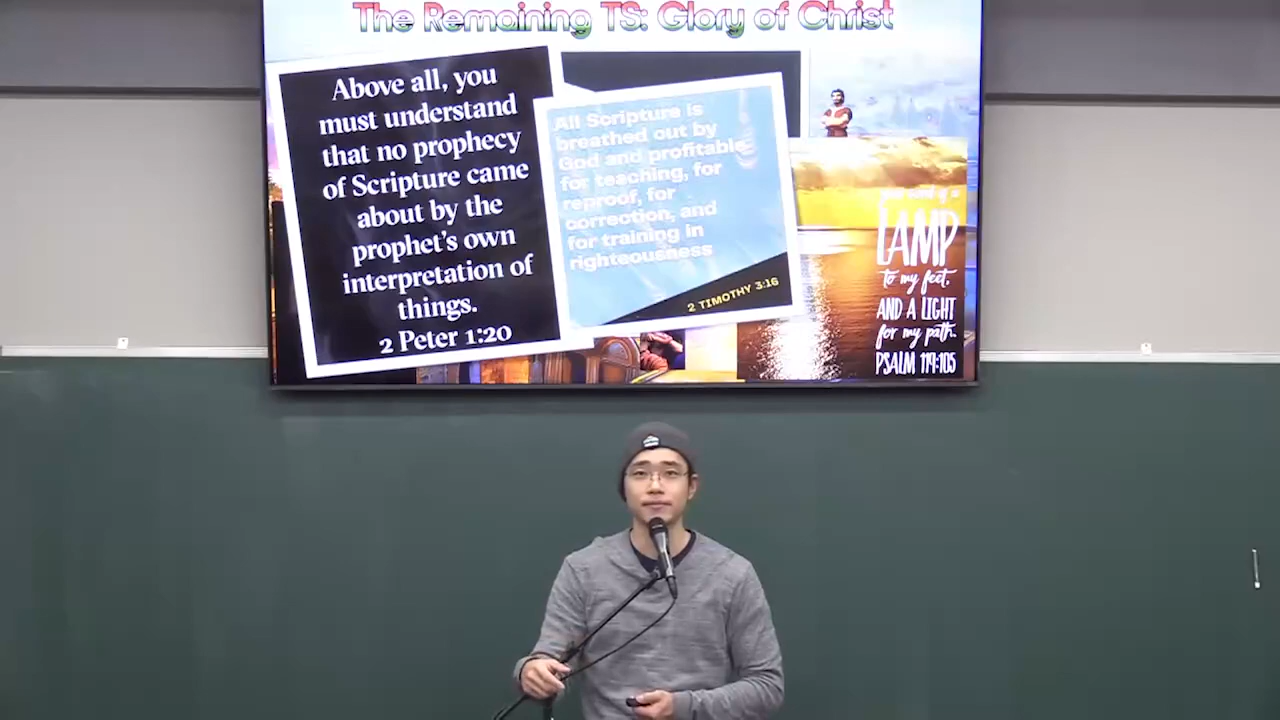 The Remaining TS: Glory of Christ
Above all, you
must understand
that no prophecy
of Scripture came
about by the
prophet's own
interpretation of
things.
2 Peter 1:20
All Scripture is
breathed out by
God and profitable
for teaching, for
reproof, for
correction, and
for training in
righteousness
2 TIMOTHY 3:16
LAMP
to my feet,
AND A LIGHT
for my path.
PSALM 119:105